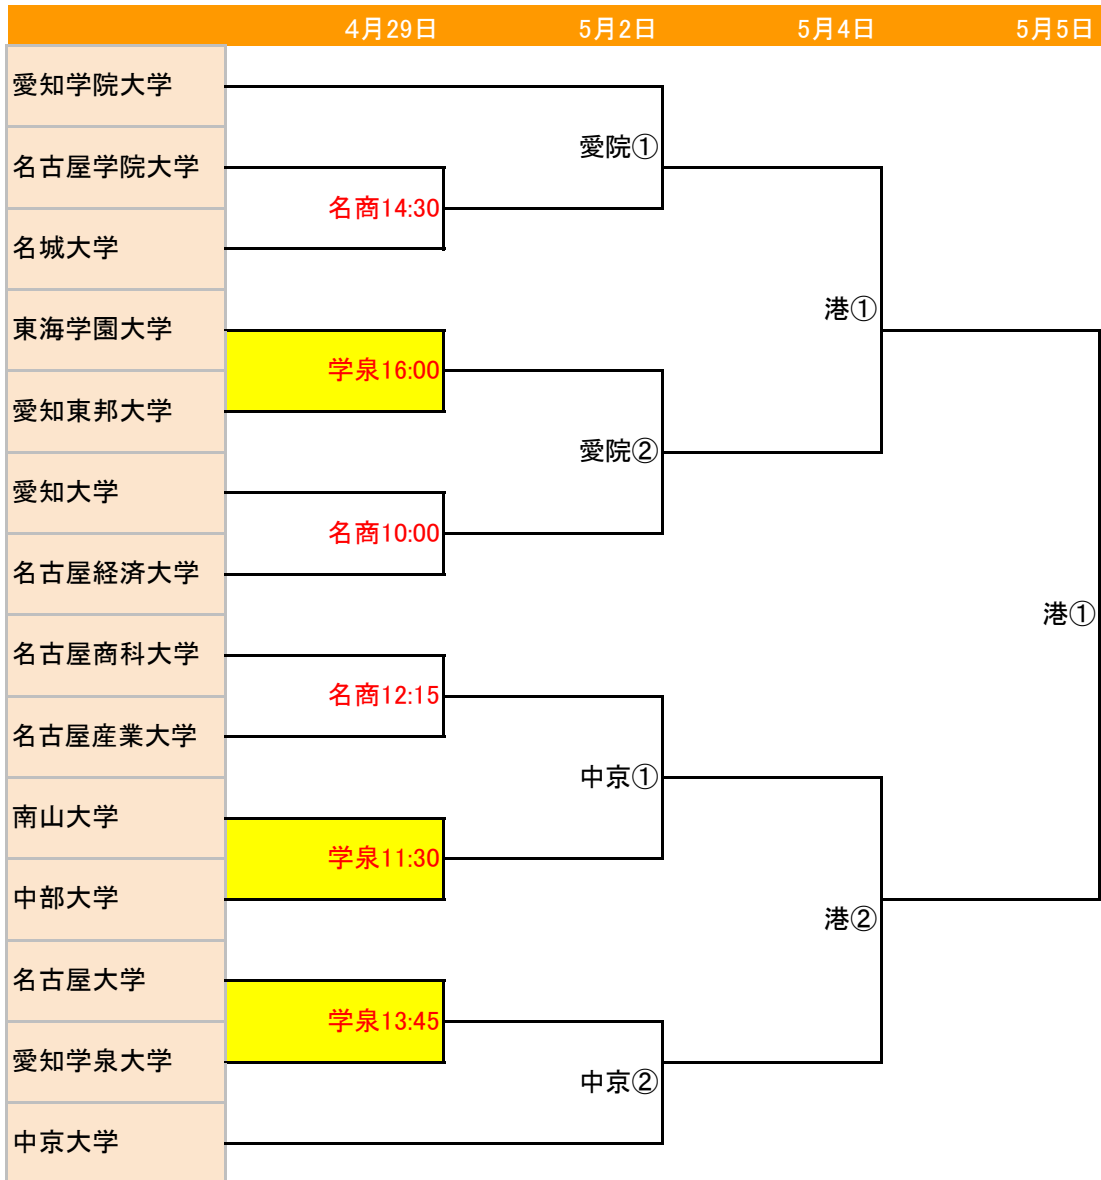 4月29日 5月2日 5月4日 5月5日
愛知学院大学
愛院①
名古屋学院大学
名商14:30
名城大学
港①
東海学園大学
学泉16:00
愛知東邦大学
愛院②
愛知大学
名商10:00
名古屋経済大学
港①
名古屋商科大学
名商12:15
名古屋産業大学
中京①
南山大学
学泉11:30
中部大学
港②
名古屋大学
学泉13:45
愛知学泉大学
中京②
中京大学